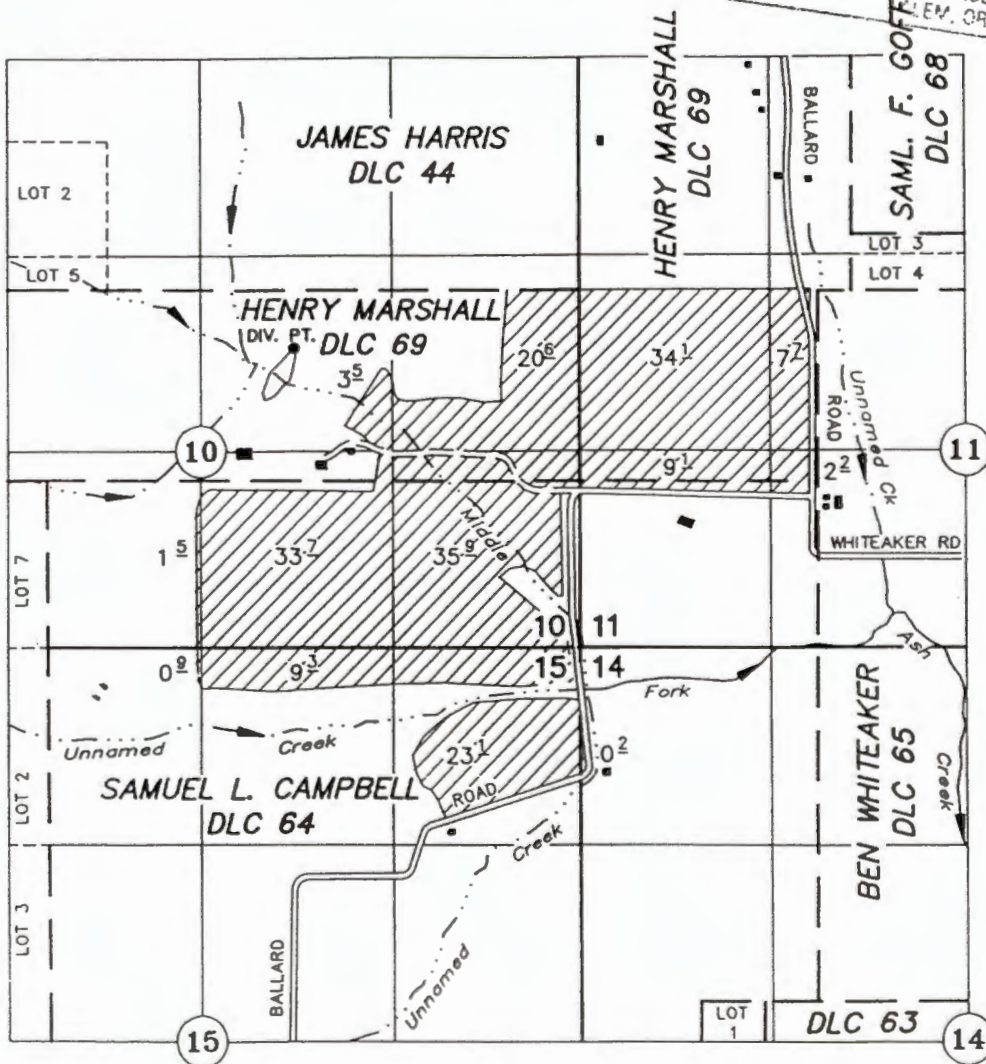 LEM, OR
SAML. F. GOFF
DLC 68
HENRY MARSHALL
DLC 69
BALLARD
JAMES HARRIS
DLC 44
LOT 2
LOT 3
LOT 4
LOT 5
HENRY MARSHALL
DIV. PT.
DLC 69
3.5
20.6
34.1
7.7
Unnamed Ck
ROAD
10
11
9.1
2.2
WHITEAKER RD
LOT 7
1.5
33.7
35.9
Middle
10 11
15 14
0.9
9.3
Fork
Ash
Creek
Unnamed
Creek
23.1
0.2
ROAD
SAMUEL L. CAMPBELL
DLC 64
BEN WHITEAKER
DLC 65
LOT 2
LOT 3
Creek
Unnamed
BALLARD
LOT
1
DLC 63
15
14